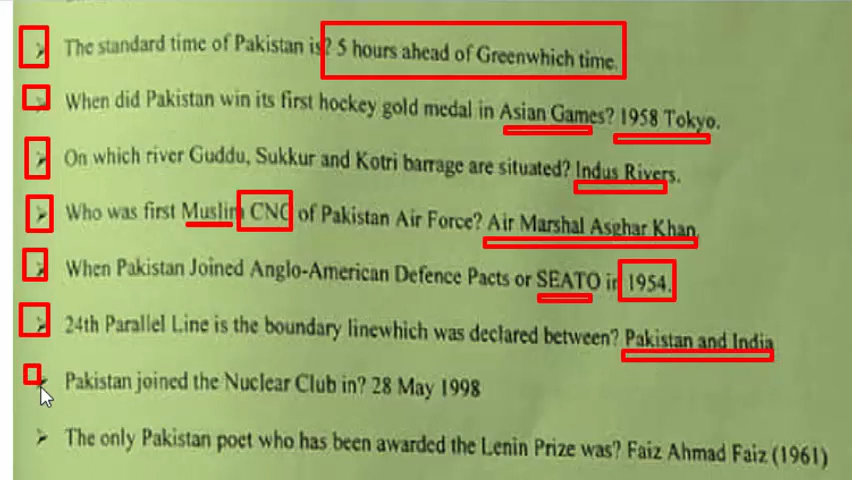 The standard time of Pakistan is? 5 hours ahead of Greenwhich time.
When did Pakistan win its first hockey gold medal in Asian Games? 1958 Tokyo.
On which river Guddu, Sukkur and Kotri barrage are situated? Indus Rivers.
Who was first Muslim CNC of Pakistan Air Force? Air Marshal Asghar Khan.
When Pakistan Joined Anglo-American Defence Pacts or SEATO in 1954.
24th Parallel Line is the boundary linewhich was declared between? Pakistan and India
Pakistan joined the Nuclear Club in? 28 May 1998
The only Pakistan poet who has been awarded the Lenin Prize was? Faiz Ahmad Faiz (1961)